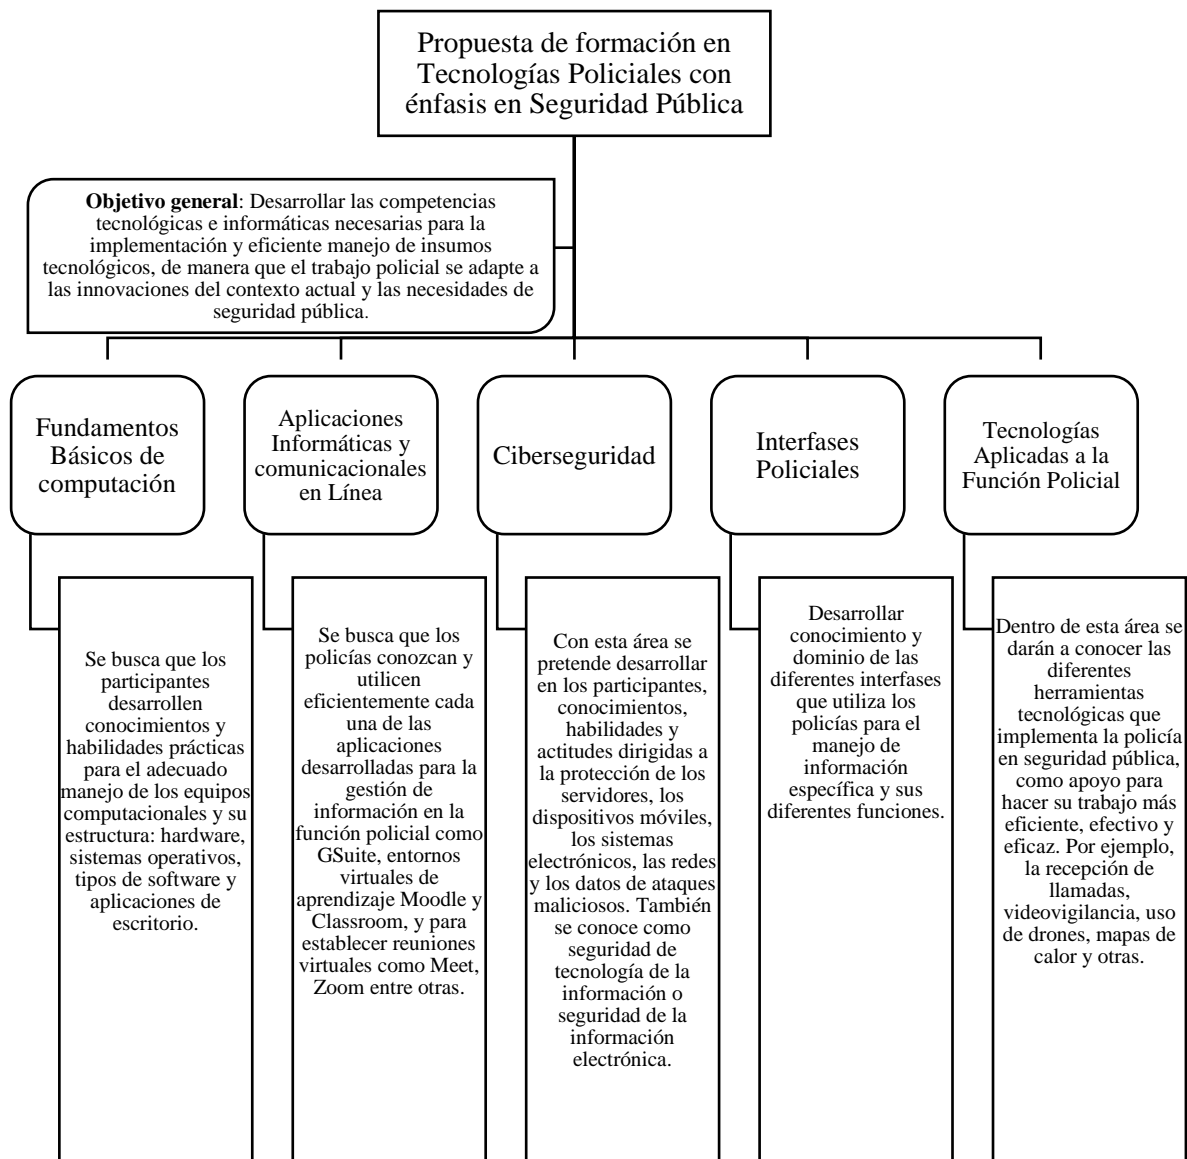 Propuesta de formación en
Tecnologías Policiales con
énfasis en Seguridad Pública
Objetivo general: Desarrollar las competencias
tecnológicas e informáticas necesarias para la
implementación y eficiente manejo de insumos
tecnológicos, de manera que el trabajo policial se adapte a
las innovaciones del contexto actual y las necesidades de
seguridad pública.
Fundamentos
Básicos de
computación
Aplicaciones
Informáticas y
comunicacionales
en Línea
Ciberseguridad
Interfases
Policiales
Tecnologías
Aplicadas a la
Función Policial
Se busca que los
participantes
desarrollen
conocimientos y
habilidades prácticas
para el adecuado
manejo de los equipos
computacionales y su
estructura: hardware,
sistemas operativos,
tipos de software y
aplicaciones de
escritorio.
Se busca que los
policías conozcan y
utilicen
eficientemente cada
una de las
aplicaciones
desarrolladas para la
gestión de
información en la
función policial como
GSuite, entornos
virtuales de
aprendizaje Moodle y
Classroom, y para
establecer reuniones
virtuales como Meet,
Zoom entre otras.
Con esta área se
pretende desarrollar
en los participantes,
conocimientos,
habilidades y
actitudes dirigidas a
la protección de los
servidores, los
dispositivos móviles,
los sistemas
electrónicos, las redes
y los datos de ataques
maliciosos. También
se conoce como
seguridad de
tecnología de la
información o
seguridad de la
información
electrónica.
Desarrollar
conocimiento y
dominio de las
diferentes interfases
que utiliza los
policías para el
manejo de
información
específica y sus
diferentes funciones.
Dentro de esta área se
darán a conocer las
diferentes
herramientas
tecnológicas que
implementa la policía
en seguridad pública,
como apoyo para
hacer su trabajo más
eficiente, efectivo y
eficaz. Por ejemplo,
la recepción de
llamadas,
videovigilancia, uso
de drones, mapas de
calor y otras.